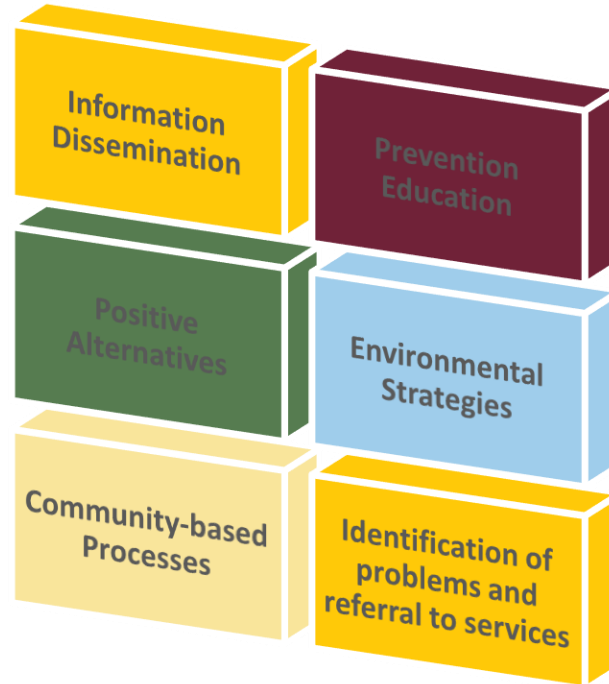 Information
Dissemination
Prevention
Education
Positive
Alternatives
Environmental
Strategies
Community-based
Processes
Identification of
problems and
referral to services